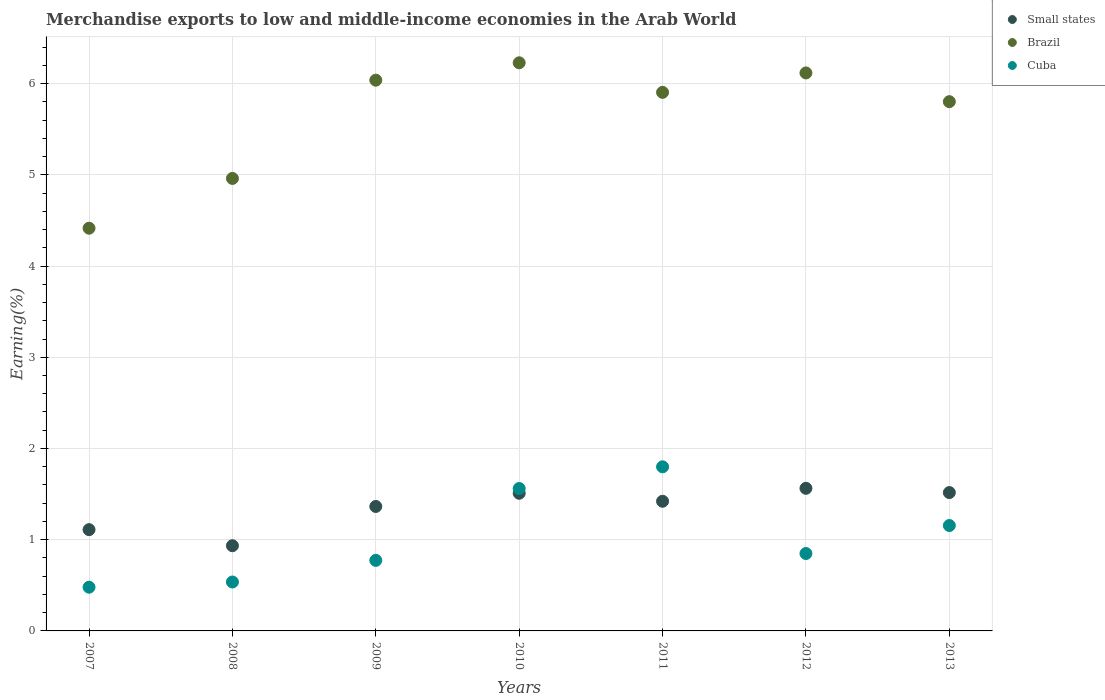 Merchandise exports to low and middle-income economies in the Arab World
Small states
Brazil
Cuba
Earning(%)
6
5
4
3
2
1
0
2007
2008
2009
2010
2011
2012
2013
Years